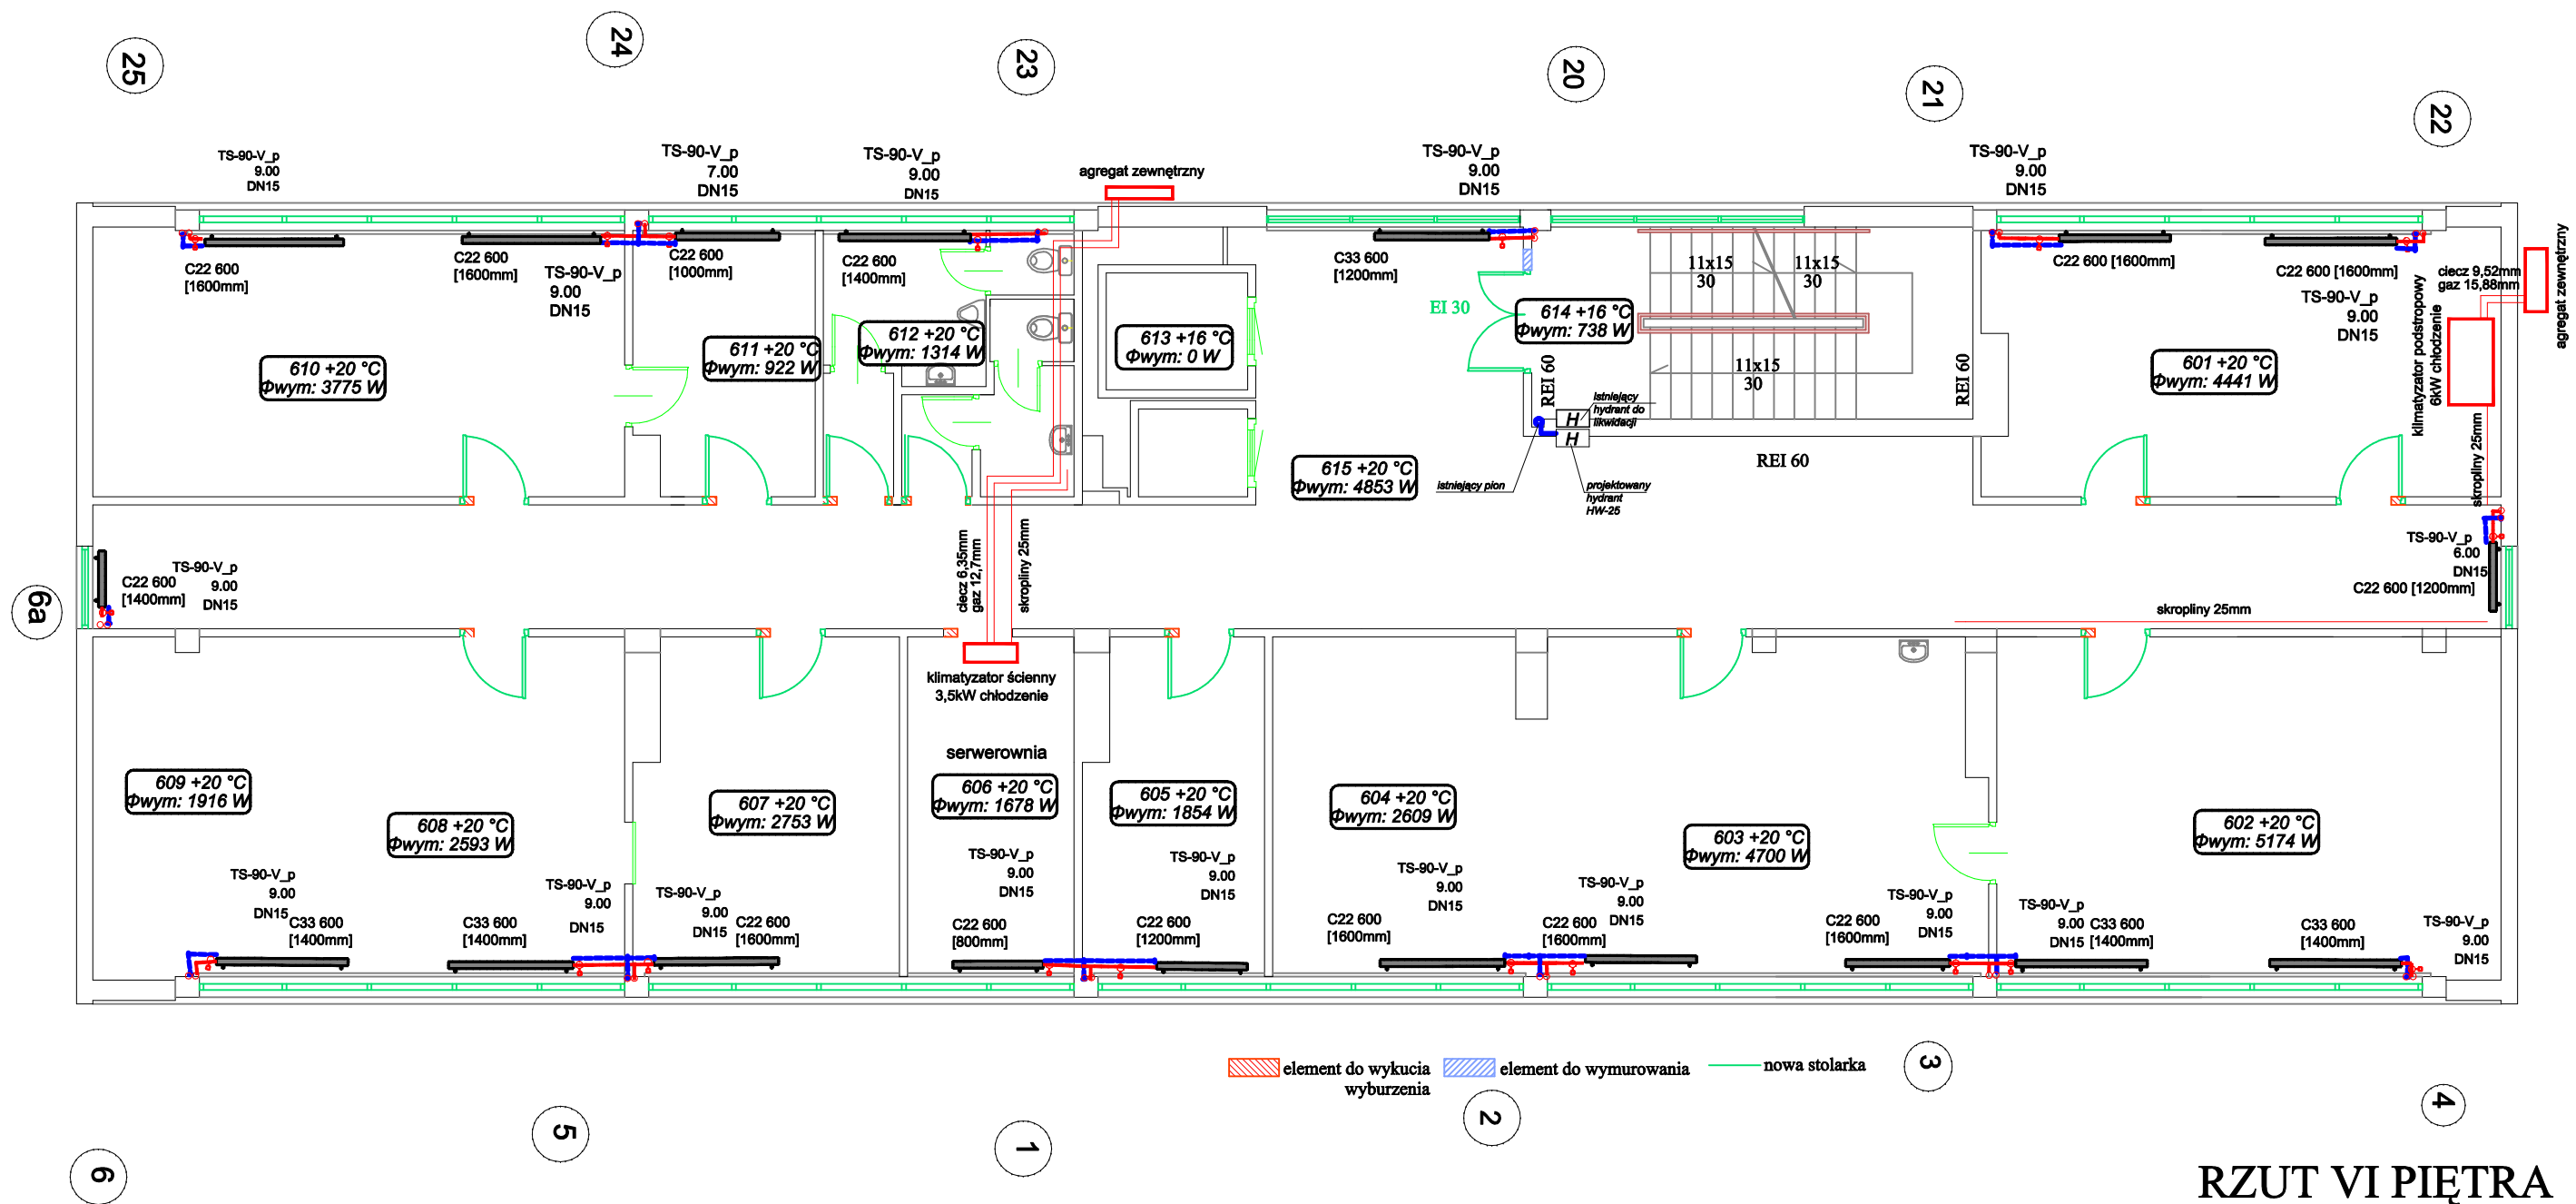 25
24
23
20
21
22
TS-90-V_p
9.00
DN15
TS-90-V_p
7.00
DN15
TS-90-V_p
9.00
DN15
agregat zewnętrzny
TS-90-V_p
9.00
DN15
TS-90-V_p
9.00
DN15
C22 600
[1600mm]
C22 600
[1600mm]
TS-90-V_p
9.00
DN15
C22 600
[1000mm]
C22 600
[1400mm]
C33 600
[1200mm]
EI 30
11x15
30
11x15
30
11x15
30
C22 600 [1600mm]
C22 600 [1600mm]
TS-90-V_p
9.00
DN15
ciecz 9,52mm
gaz 15,88mm
agregat zewnętrzny
klimatyzator podstropowy
6kW chłodzenie
skropliny 25mm
610 +20 °C
Φwym: 3775 W
611 +20 °C
Φwym: 922 W
612 +20 °C
Φwym: 1314 W
613 +16 °C
Φwym: 0 W
614 +16 °C
Φwym: 738 W
601 +20 °C
Φwym: 4441 W
REI 60
REI 60
REI 60
istniejący
hydrant do
likwidacji
H
H
615 +20 °C
Φwym: 4853 W
istniejący pion
projektowany
hydrant
HW-25
6a
C22 600
[1400mm]
TS-90-V_p
9.00
DN15
ciecz 6,35mm
gaz 12,7mm
skropliny 25mm
TS-90-V_p
6.00
DN15
C22 600 [1200mm]
skropliny 25mm
klimatyzator ścienny
3,5kW chłodzenie
serwerownia
609 +20 °C
Φwym: 1916 W
608 +20 °C
Φwym: 2593 W
607 +20 °C
Φwym: 2753 W
606 +20 °C
Φwym: 1678 W
605 +20 °C
Φwym: 1854 W
604 +20 °C
Φwym: 2609 W
603 +20 °C
Φwym: 4700 W
602 +20 °C
Φwym: 5174 W
TS-90-V_p
9.00
DN15
C33 600
[1400mm]
C33 600
[1400mm]
TS-90-V_p
9.00
DN15
TS-90-V_p
9.00
DN15
C22 600
[1600mm]
TS-90-V_p
9.00
DN15
C22 600
[800mm]
TS-90-V_p
9.00
DN15
C22 600
[1200mm]
C22 600
[1600mm]
TS-90-V_p
9.00
DN15
C22 600
[1600mm]
TS-90-V_p
9.00
DN15
C22 600
[1600mm]
TS-90-V_p
9.00
DN15
TS-90-V_p
9.00
DN15
C33 600
[1400mm]
C33 600
[1400mm]
TS-90-V_p
9.00
DN15
element do wykucia
wyburzenia
element do wymurowania
nowa stolarka
3
2
4
5
1
6
RZUT VI PIĘTRA